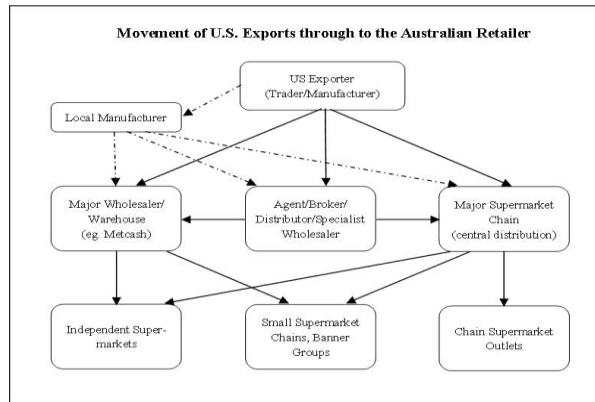 Movement of U.S. Exports through to the Australian Retailer
US Exporter
(Trader/Manufacturer)
Local Manufacturer
Major Wholesaler/
Warehouse
(eg. Metcash)
Agent/Broker/
Distributor/Specialist
Wholesaler
Major Supermarket
Chain
(central distribution)
Independent Super-
markets
Small Supermarket
Chains, Banner
Groups
Chain Supermarket
Outlets